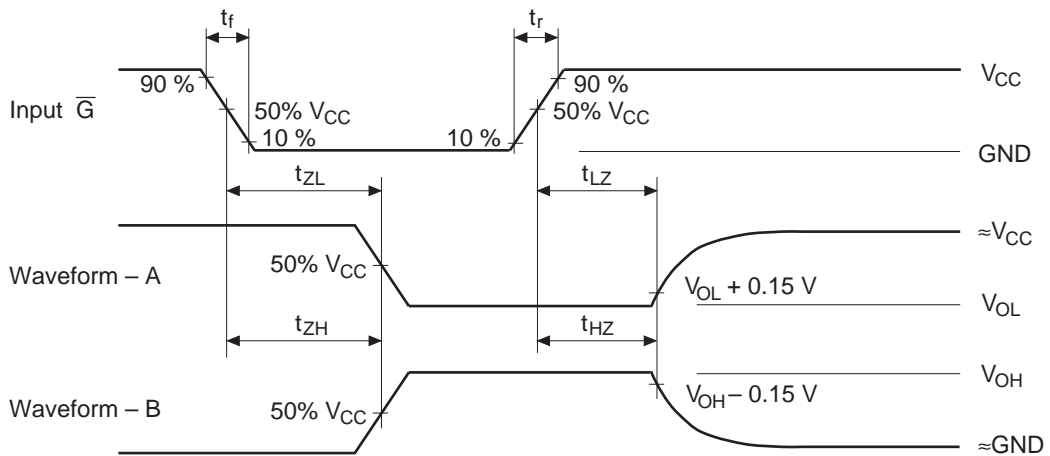 t_f
t_r
90 %
90 %
V_CC
Input G̅
50% V_CC
50% V_CC
10 %
10 %
GND
t_ZL
t_LZ
≈V_CC
Waveform – A
50% V_CC
V_OL + 0.15 V
V_OL
t_ZH
t_HZ
V_OH
V_OH – 0.15 V
Waveform – B
50% V_CC
≈GND